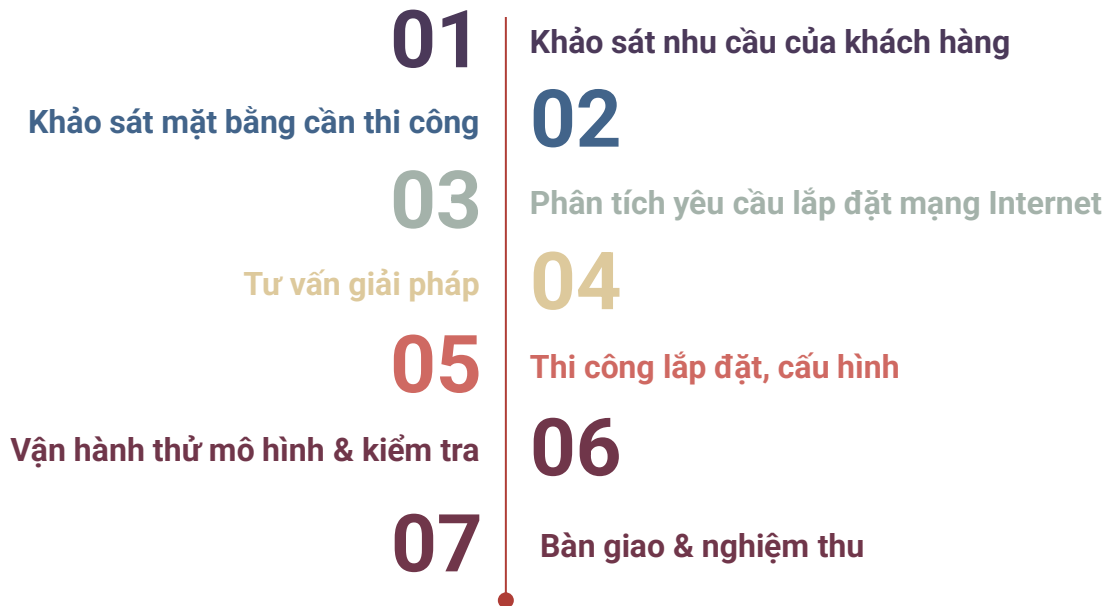 01
Khảo sát nhu cầu của khách hàng
02
Khảo sát mặt bằng cần thi công
03
Phân tích yêu cầu lắp đặt mạng Internet
04
Tư vấn giải pháp
05
Thi công lắp đặt, cấu hình
06
Vận hành thử mô hình & kiểm tra
07
Bàn giao & nghiệm thu